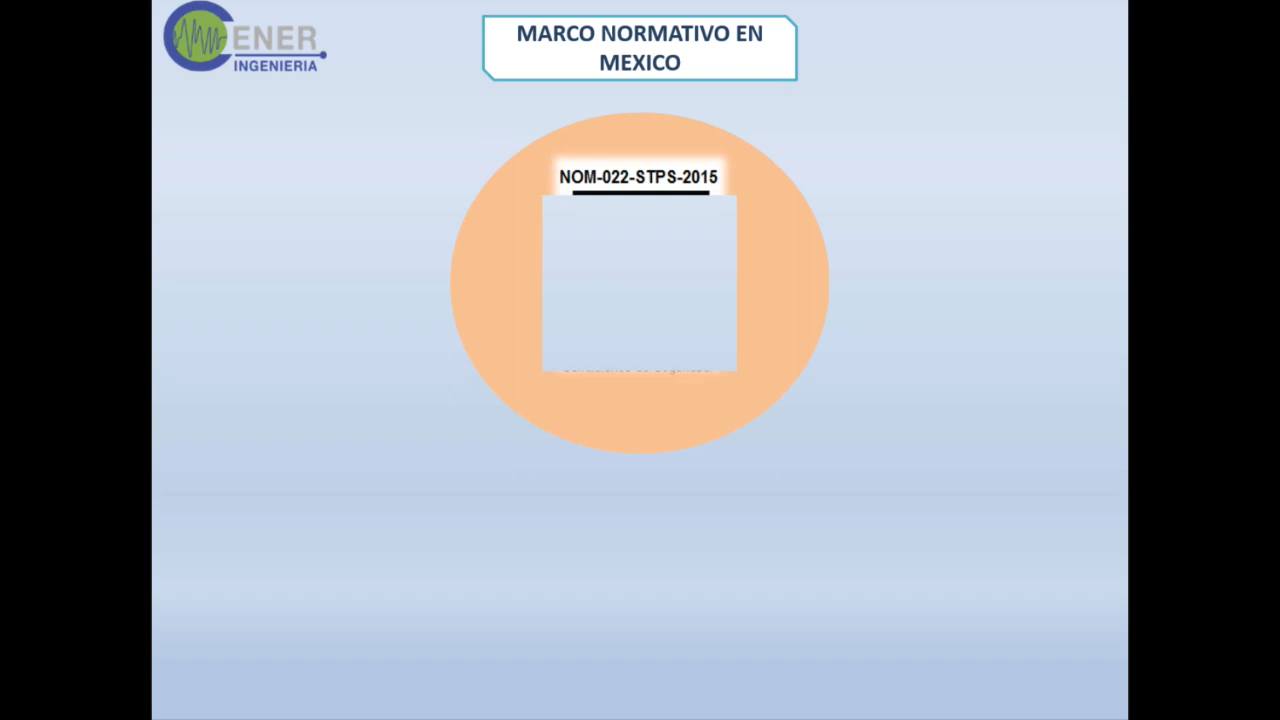 ENER
INGENIERIA
MARCO NORMATIVO EN
MEXICO
NOM-022-STPS-2015